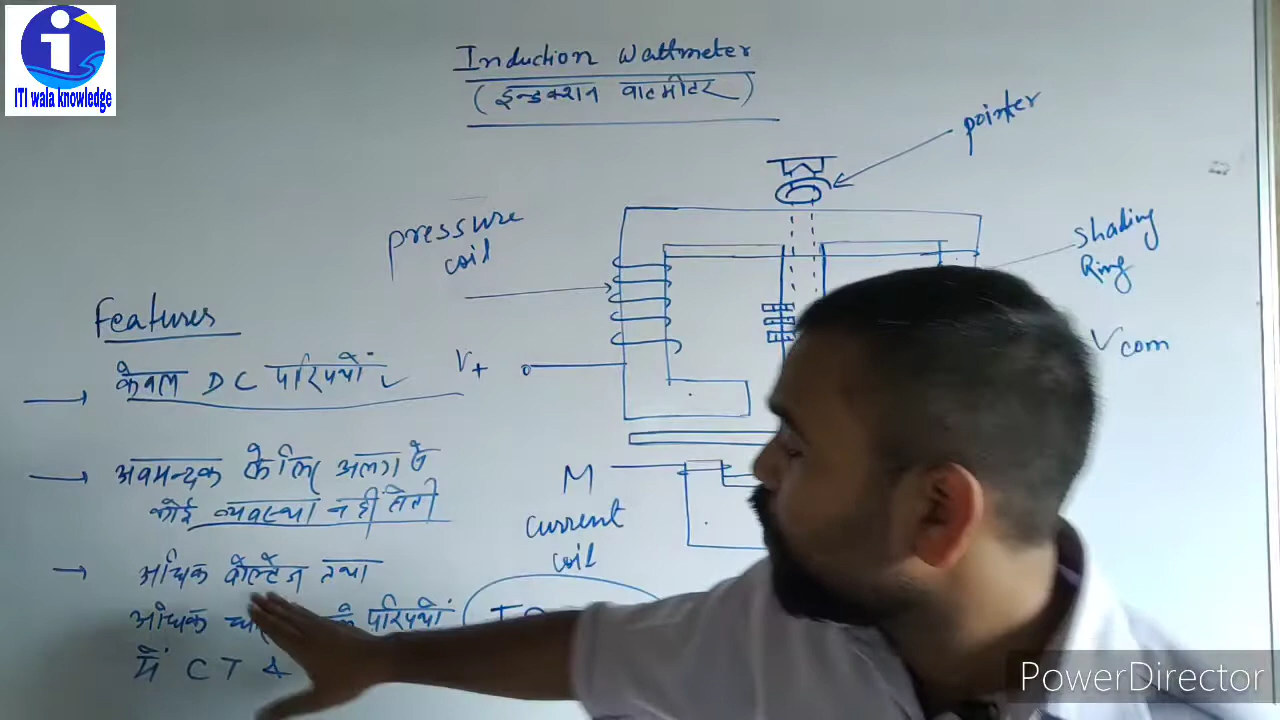 ITI wala knowledge
Induction Wattmeter
(इन्डक्शन वाटमीटर)
pointer
pressure
coil
shading
Ring
Features
V+
Vcom
→ केवल DC परिपथों
→ अवमन्दक के लिए अलग से
कोई व्यवस्था नहीं होती
M
current
coil
→ अधिक वोल्टेज तथा
अधिक के परिपथों
में CT &
PowerDirector